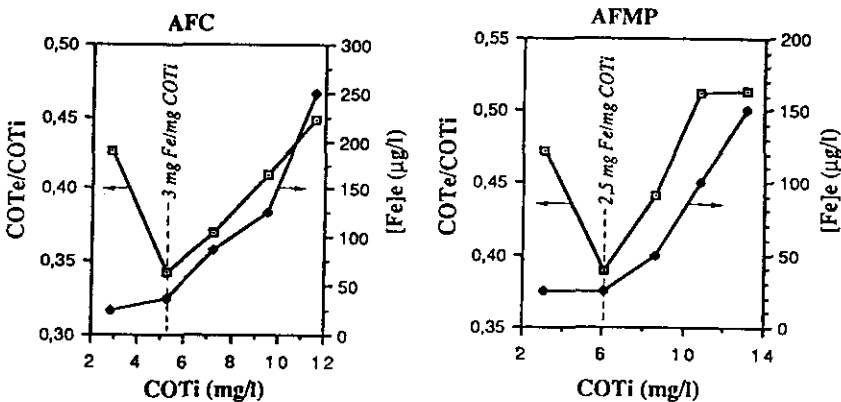 AFC
0,50
0,45
0,40
0,35
0,30
COTe/COTi
3 mg Fe/mg COTi
300
250
200
150
100
50
0
[Fe]e (µg/l)
2 4 6 8 10 12
COTi (mg/l)
AFMP
0,55
0,50
0,45
0,40
0,35
COTe/COTi
2,5 mg Fe/mg COTi
200
150
100
50
0
[Fe]e (µg/l)
2 6 10 14
COTi (mg/l)